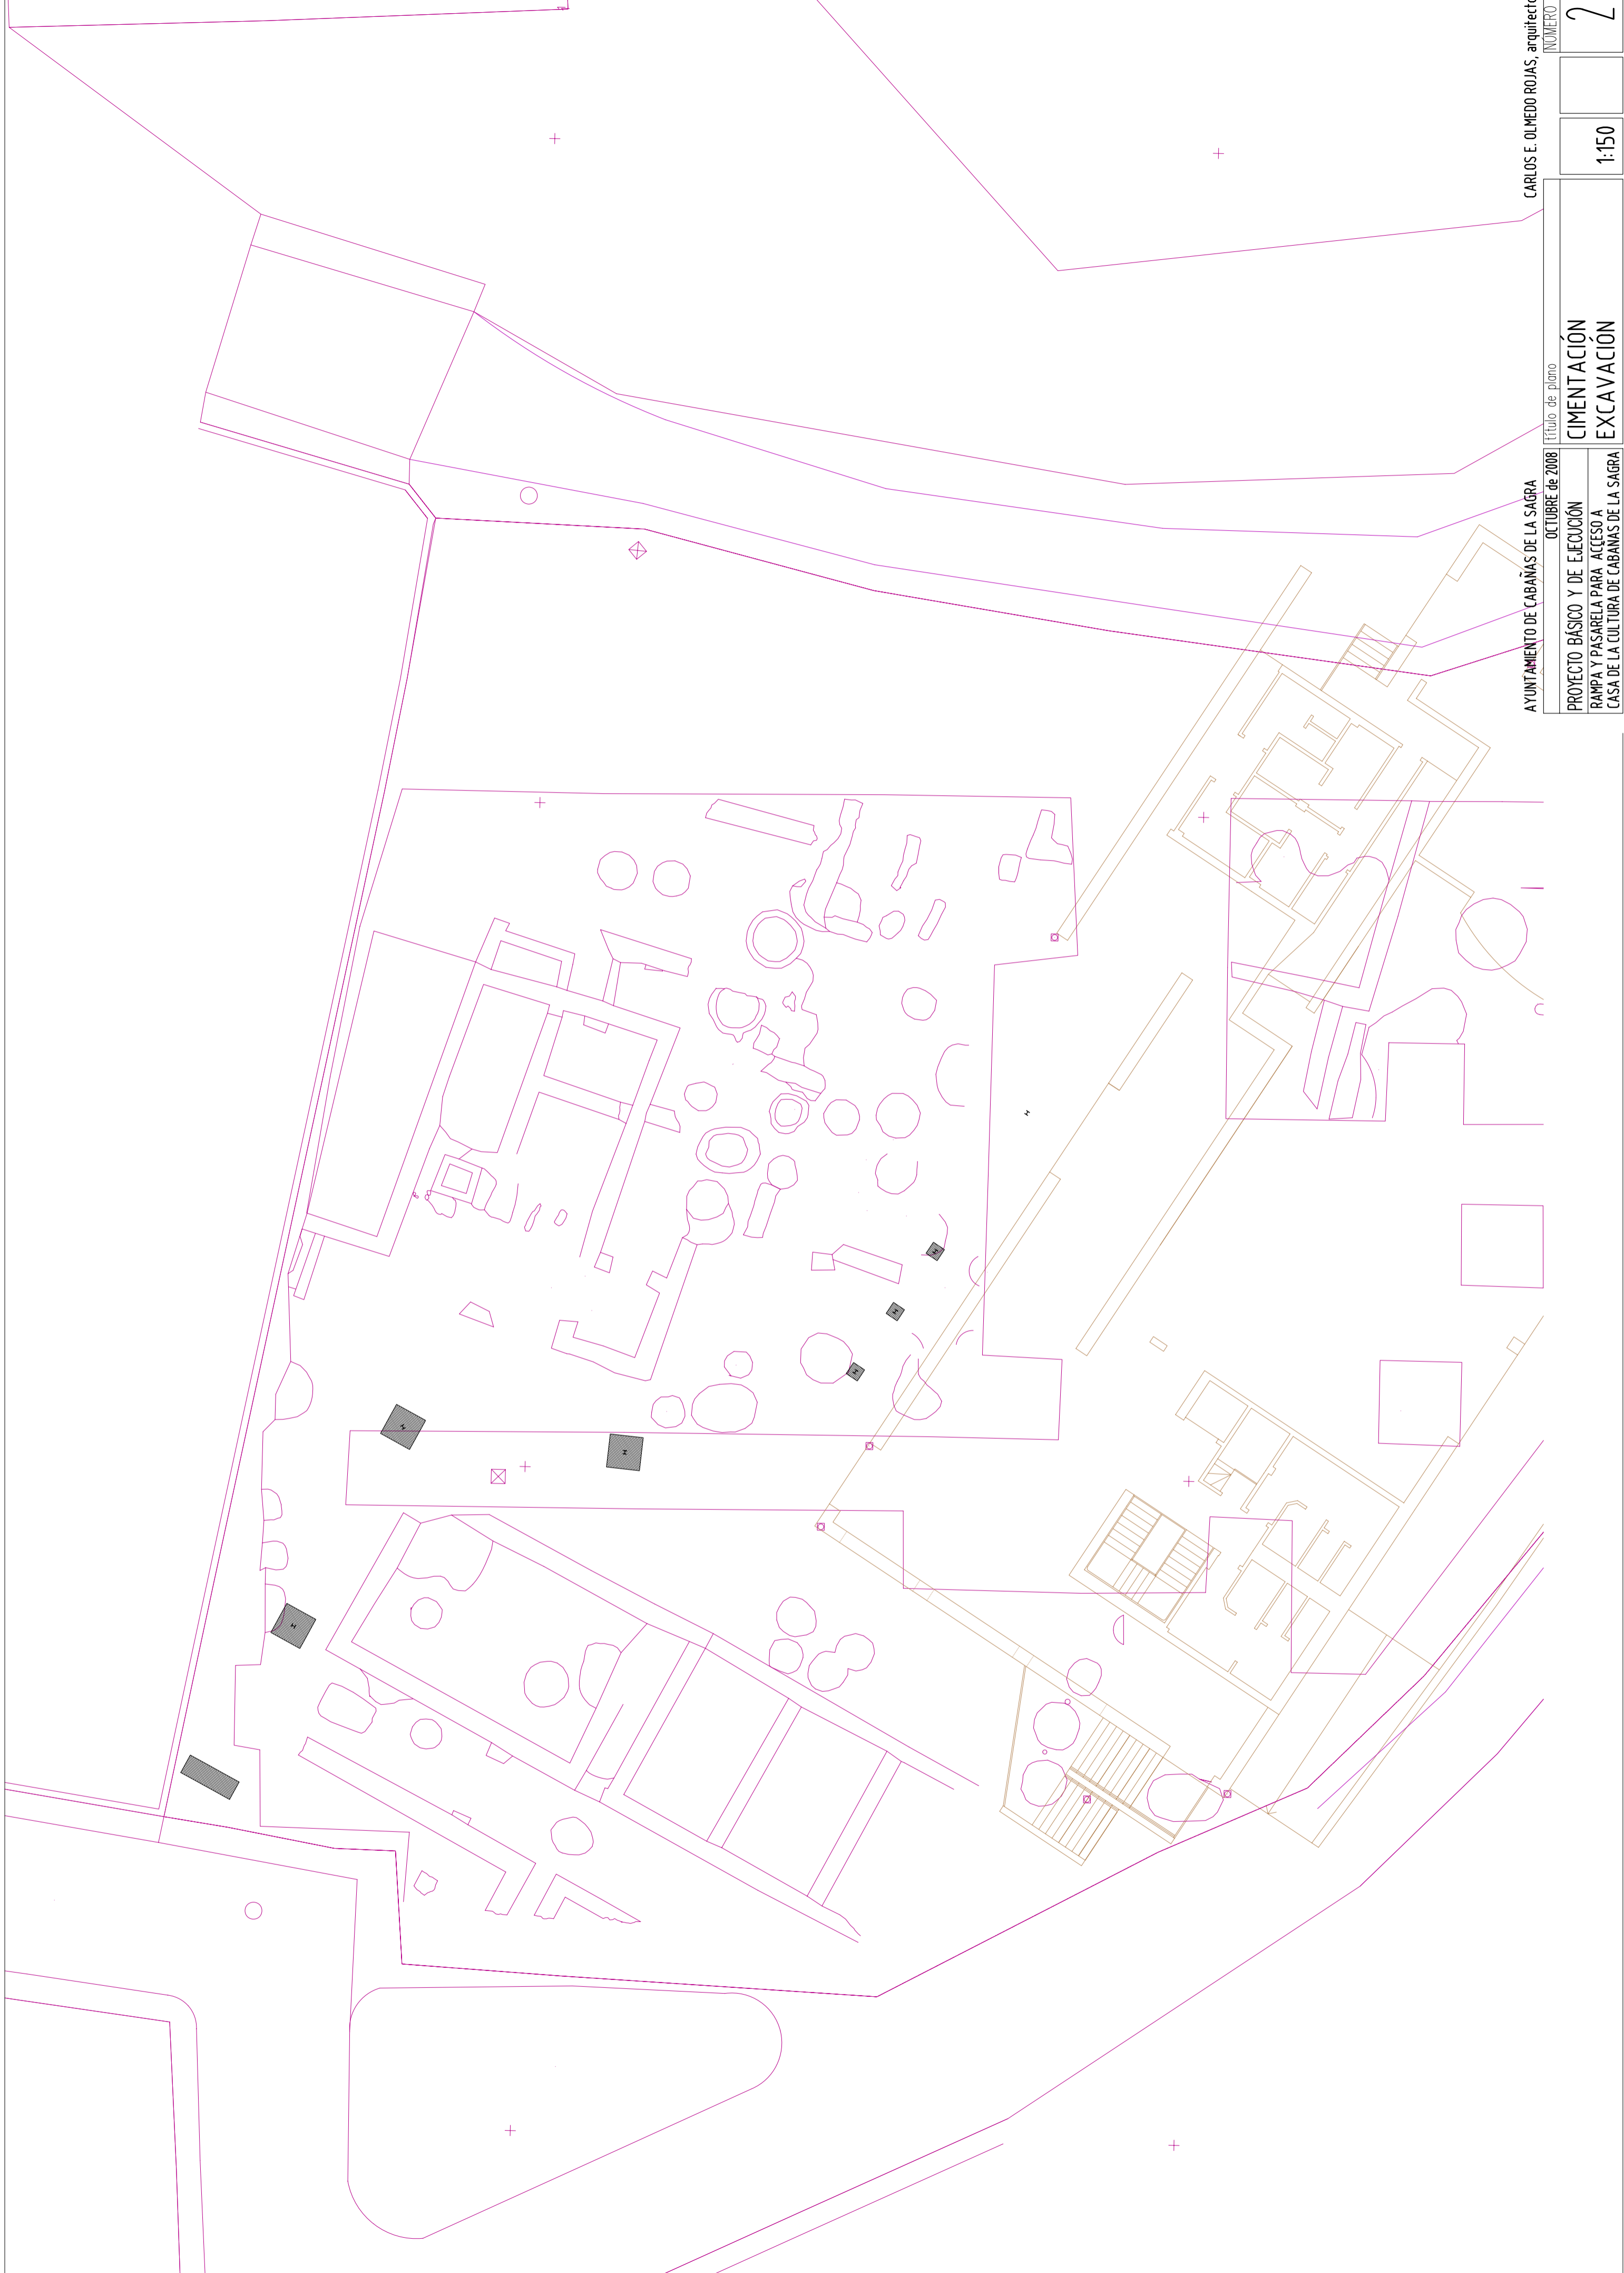 AYUNTAMIENTO DE CABAÑAS DE LA SAGRA
CARLOS E. OLMEDO ROJAS, arquitecto
OCTUBRE de 2008
PROYECTO BÁSICO Y DE EJECUCIÓN
RAMPA Y PASARELA PARA ACCESO A
CASA DE LA CULTURA DE CABAÑAS DE LA SAGRA
título de plano
CIMENTACIÓN
EXCAVACIÓN
1:150
NÚMERO
2